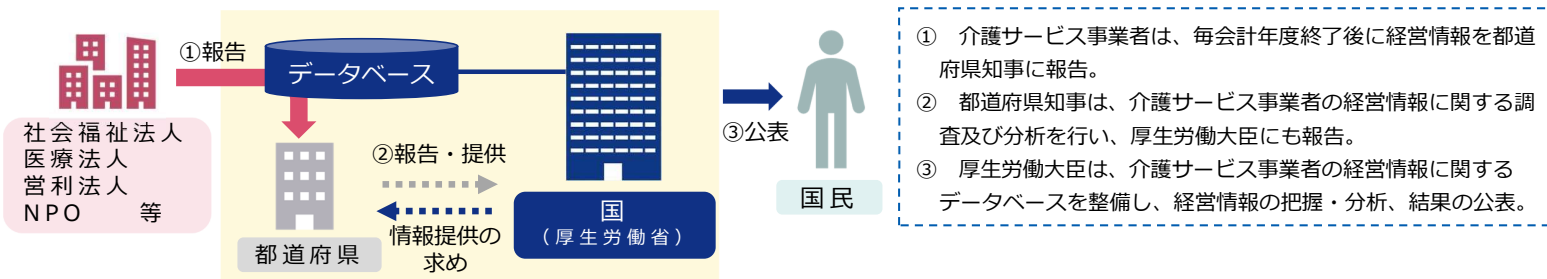 ①報告
データベース
社会福祉法人
医療法人
営利法人
NPO　　等
②報告・提供
都道府県
情報提供の
求め
国
（厚生労働省）
③公表
国民
①　介護サービス事業者は、毎会計年度終了後に経営情報を都道
府県知事に報告。
②　都道府県知事は、介護サービス事業者の経営情報に関する調
査及び分析を行い、厚生労働大臣にも報告。
③　厚生労働大臣は、介護サービス事業者の経営情報に関する
データベースを整備し、経営情報の把握・分析、結果の公表。